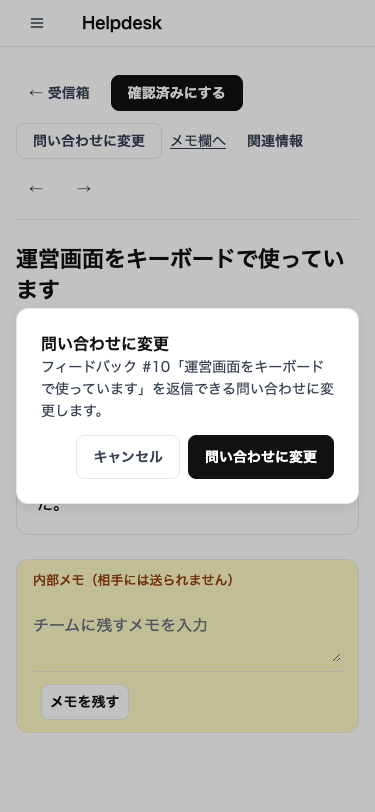 Helpdesk
← 受信箱
確認済みにする
問い合わせに変更
メモ欄へ
関連情報
← →
運営画面をキーボードで使ってい
ます
問い合わせに変更
フィードバック #10「運営画面をキーボード
で使っています」を返信できる問い合わせに変
更します。
キャンセル
問い合わせに変更
た。
内部メモ（相手には送られません）
チームに残すメモを入力
メモを残す